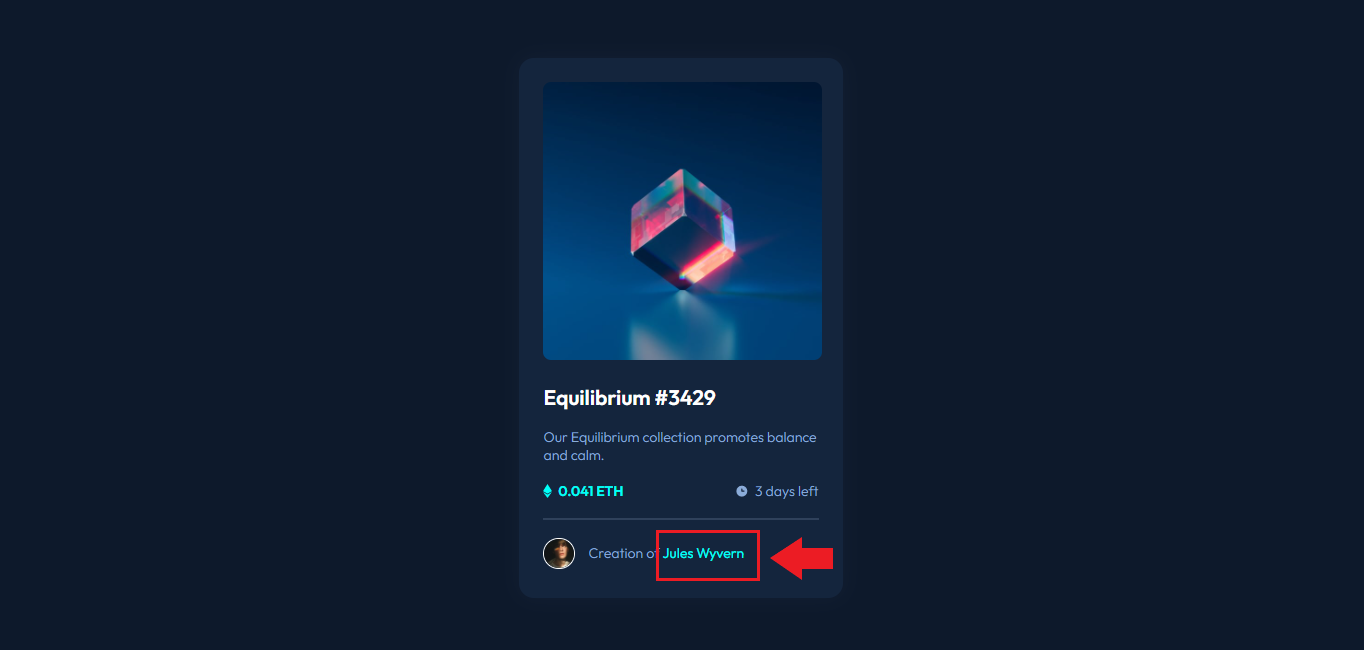 Equilibrium #3429
Our Equilibrium collection promotes balance
and calm.
0.041 ETH 3 days left
Creation of Jules Wyvern